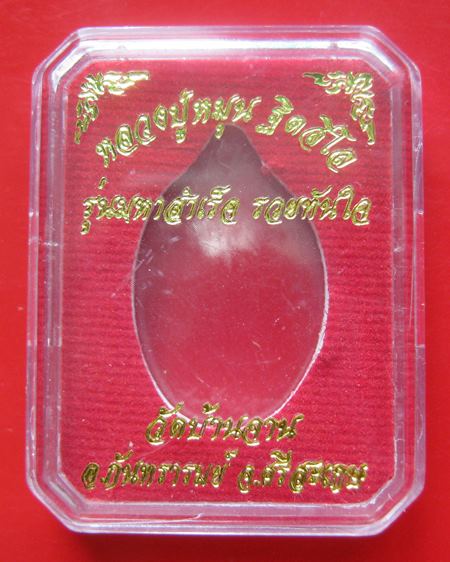 หลวงปู่หมุน ฐิตสีโล
รุ่นมหาสำเร็จ รวยทันใจ
วัดบ้านจาน
อ.กันทรารมย์ จ.ศรีสะเกษ